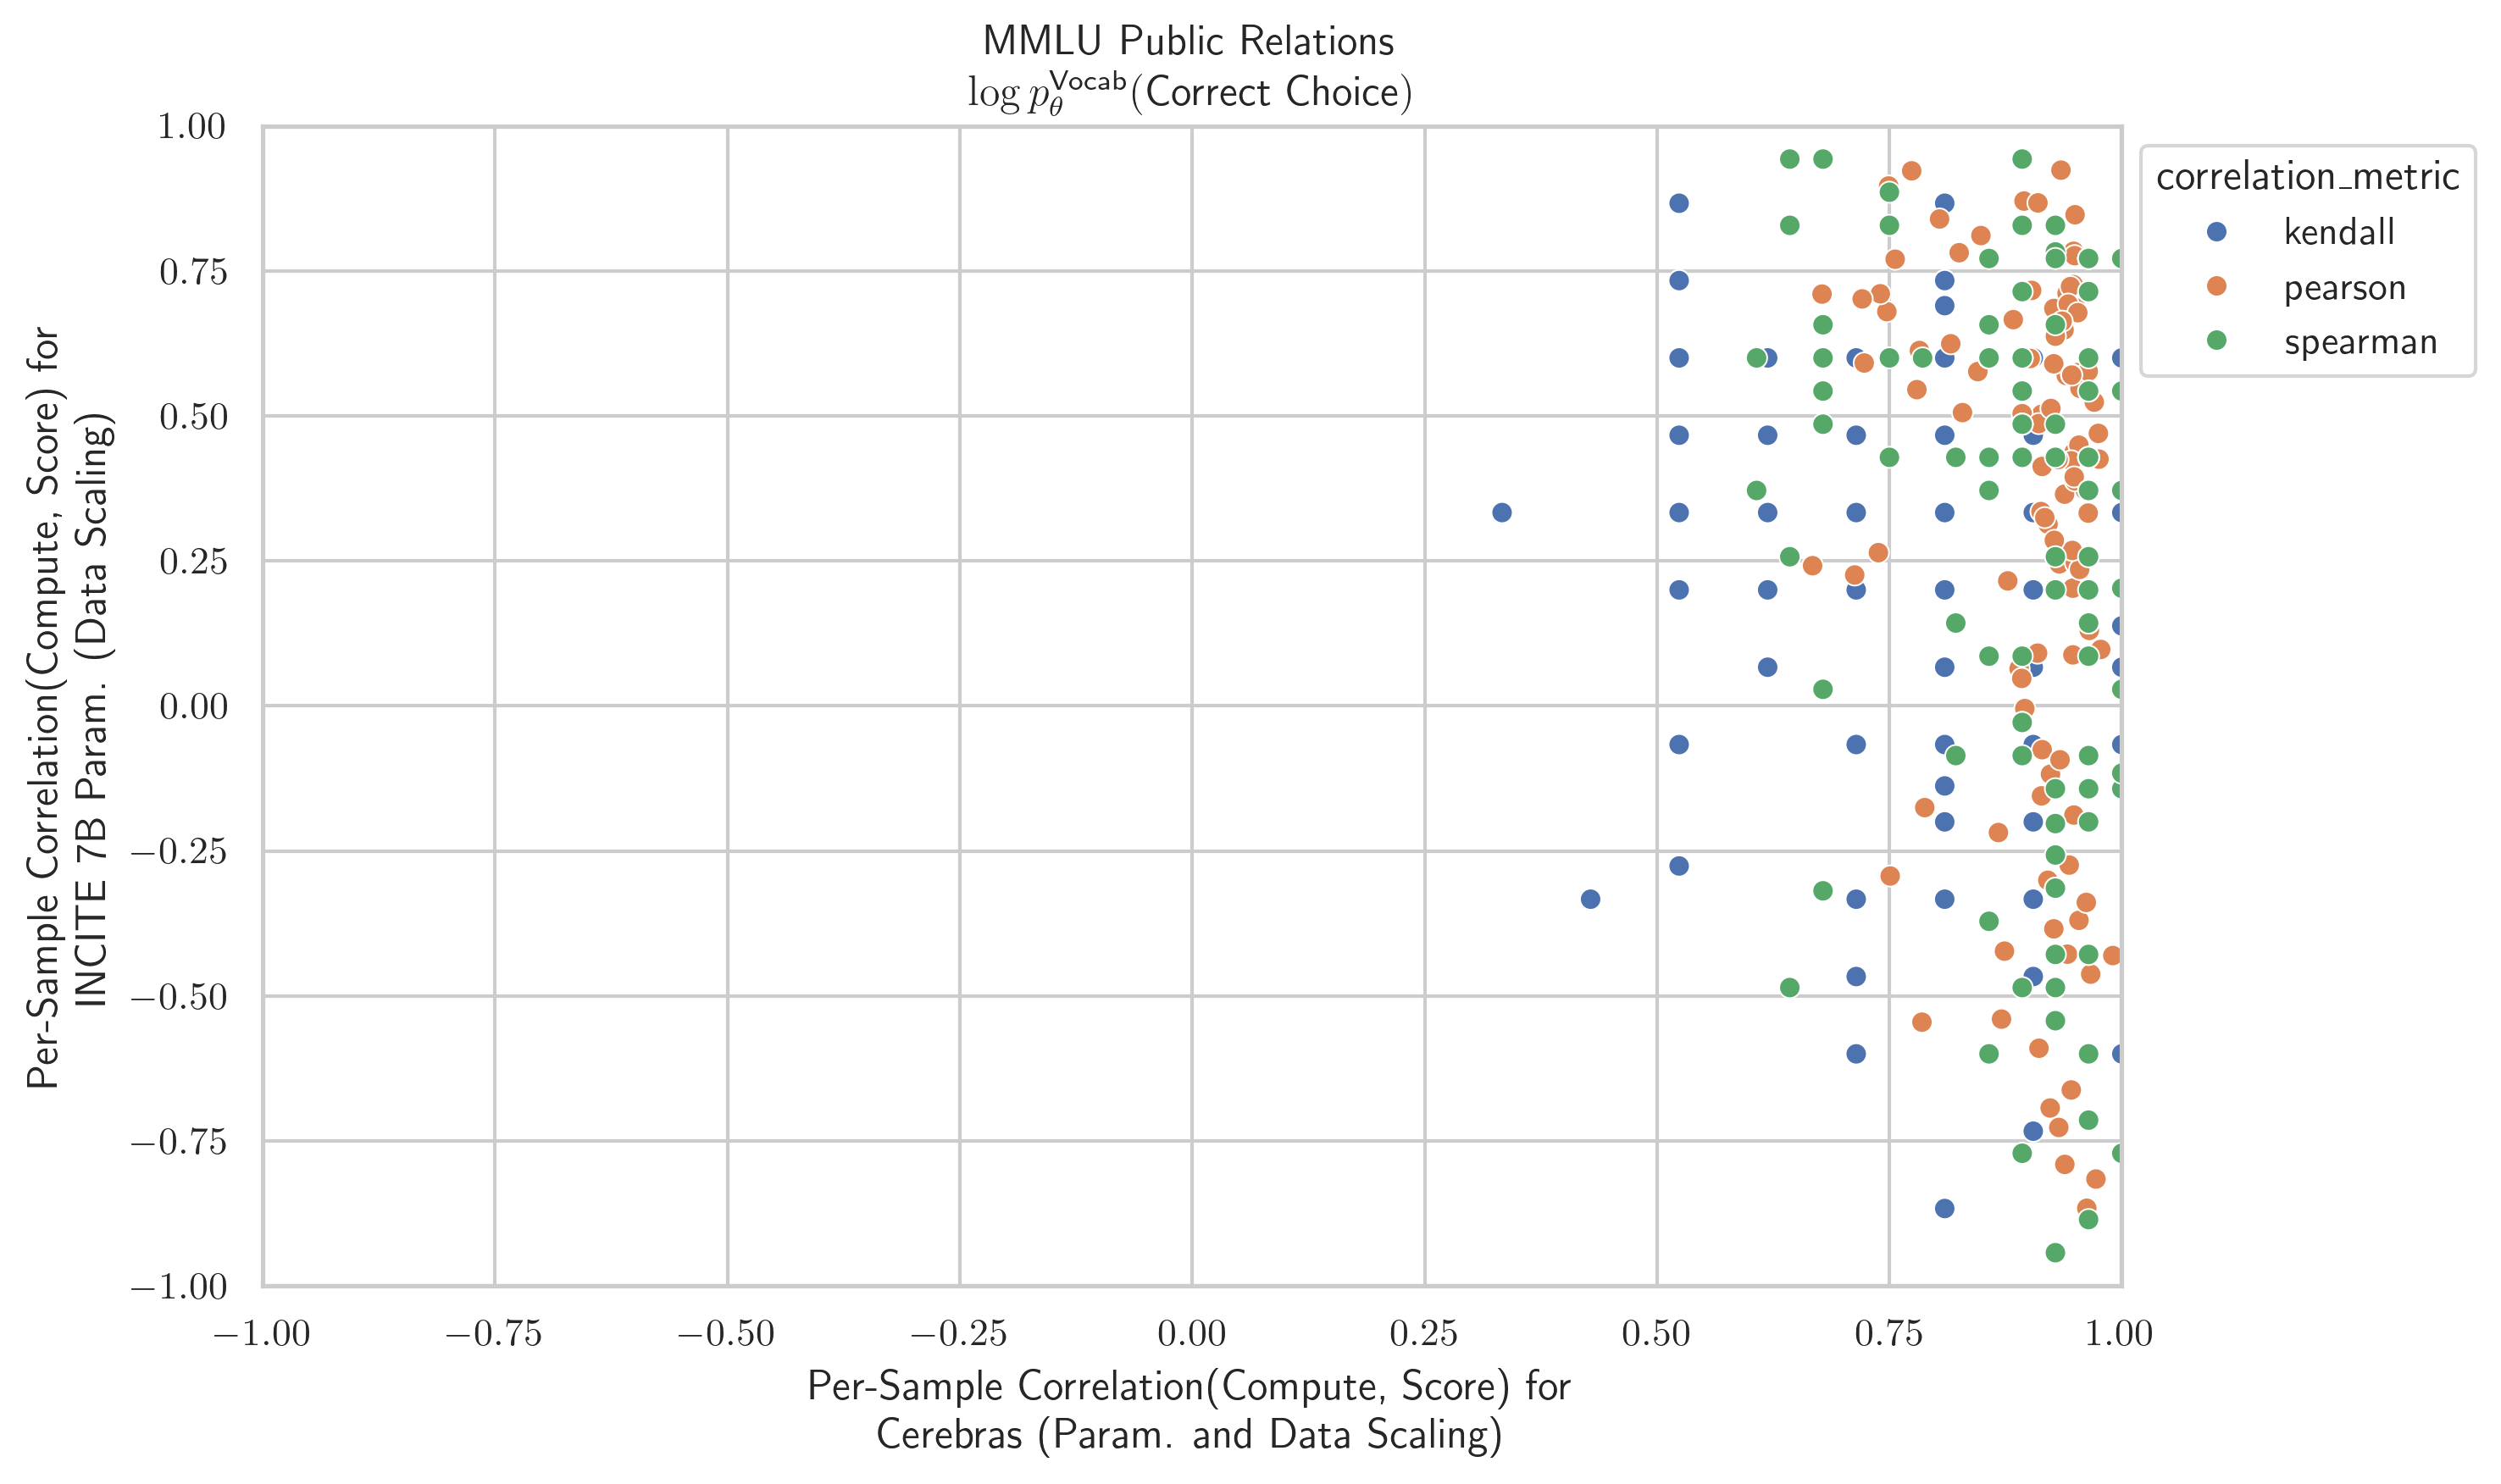 MMLU Public Relations
log p_θ^Vocab(Correct Choice)
Per-Sample Correlation(Compute, Score) for
INCITE 7B Param. (Data Scaling)
1.00
0.75
0.50
0.25
0.00
−0.25
−0.50
−0.75
−1.00
−1.00 −0.75 −0.50 −0.25 0.00 0.25 0.50 0.75 1.00
Per-Sample Correlation(Compute, Score) for
Cerebras (Param. and Data Scaling)
correlation_metric
kendall
pearson
spearman